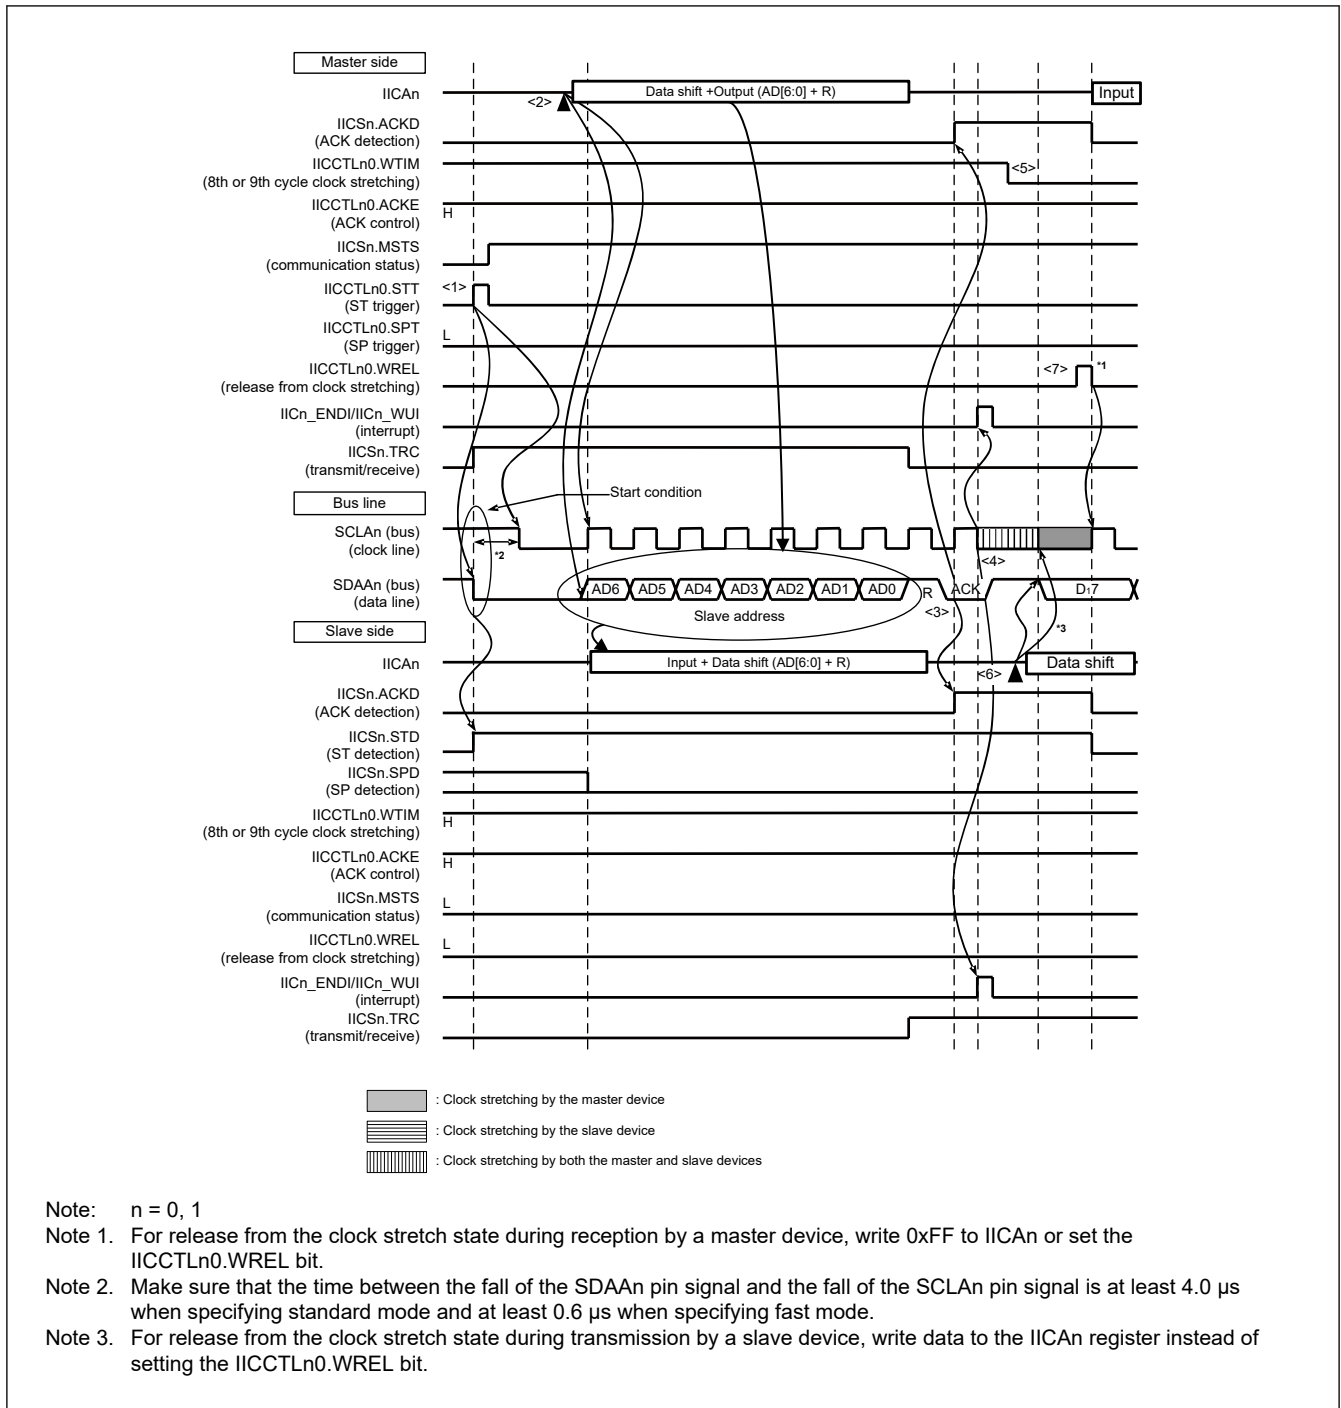 Master side
IICAn
<2>
Data shift +Output (AD[6:0] + R)
Input
IICSn.ACKD
(ACK detection)
IICCTLn0.WTIM
(8th or 9th cycle clock stretching)
<5>
IICCTLn0.ACKE
(ACK control)
H
IICSn.MSTS
(communication status)
IICCTLn0.STT
(ST trigger)
<1>
IICCTLn0.SPT
(SP trigger)
L
IICCTLn0.WREL
(release from clock stretching)
<7>
*1
IICn_ENDI/IICn_WUI
(interrupt)
IICSn.TRC
(transmit/receive)
Bus line
Start condition
SCLAn (bus)
(clock line)
*2
<4>
SDAAn (bus)
(data line)
AD6 AD5 AD4 AD3 AD2 AD1 AD0 R ACK D17
<3>
Slave address
*3
Slave side
IICAn
Input + Data shift (AD[6:0] + R)
<6>
Data shift
IICSn.ACKD
(ACK detection)
IICSn.STD
(ST detection)
IICSn.SPD
(SP detection)
IICCTLn0.WTIM
(8th or 9th cycle clock stretching)
H
IICCTLn0.ACKE
(ACK control)
H
IICSn.MSTS
(communication status)
L
IICCTLn0.WREL
(release from clock stretching)
L
IICn_ENDI/IICn_WUI
(interrupt)
IICSn.TRC
(transmit/receive)
: Clock stretching by the master device
: Clock stretching by the slave device
: Clock stretching by both the master and slave devices
Note: n = 0, 1
Note 1. For release from the clock stretch state during reception by a master device, write 0xFF to IICAn or set the
IICCTLn0.WREL bit.
Note 2. Make sure that the time between the fall of the SDAAn pin signal and the fall of the SCLAn pin signal is at least 4.0 µs
when specifying standard mode and at least 0.6 µs when specifying fast mode.
Note 3. For release from the clock stretch state during transmission by a slave device, write data to the IICAn register instead of
setting the IICCTLn0.WREL bit.